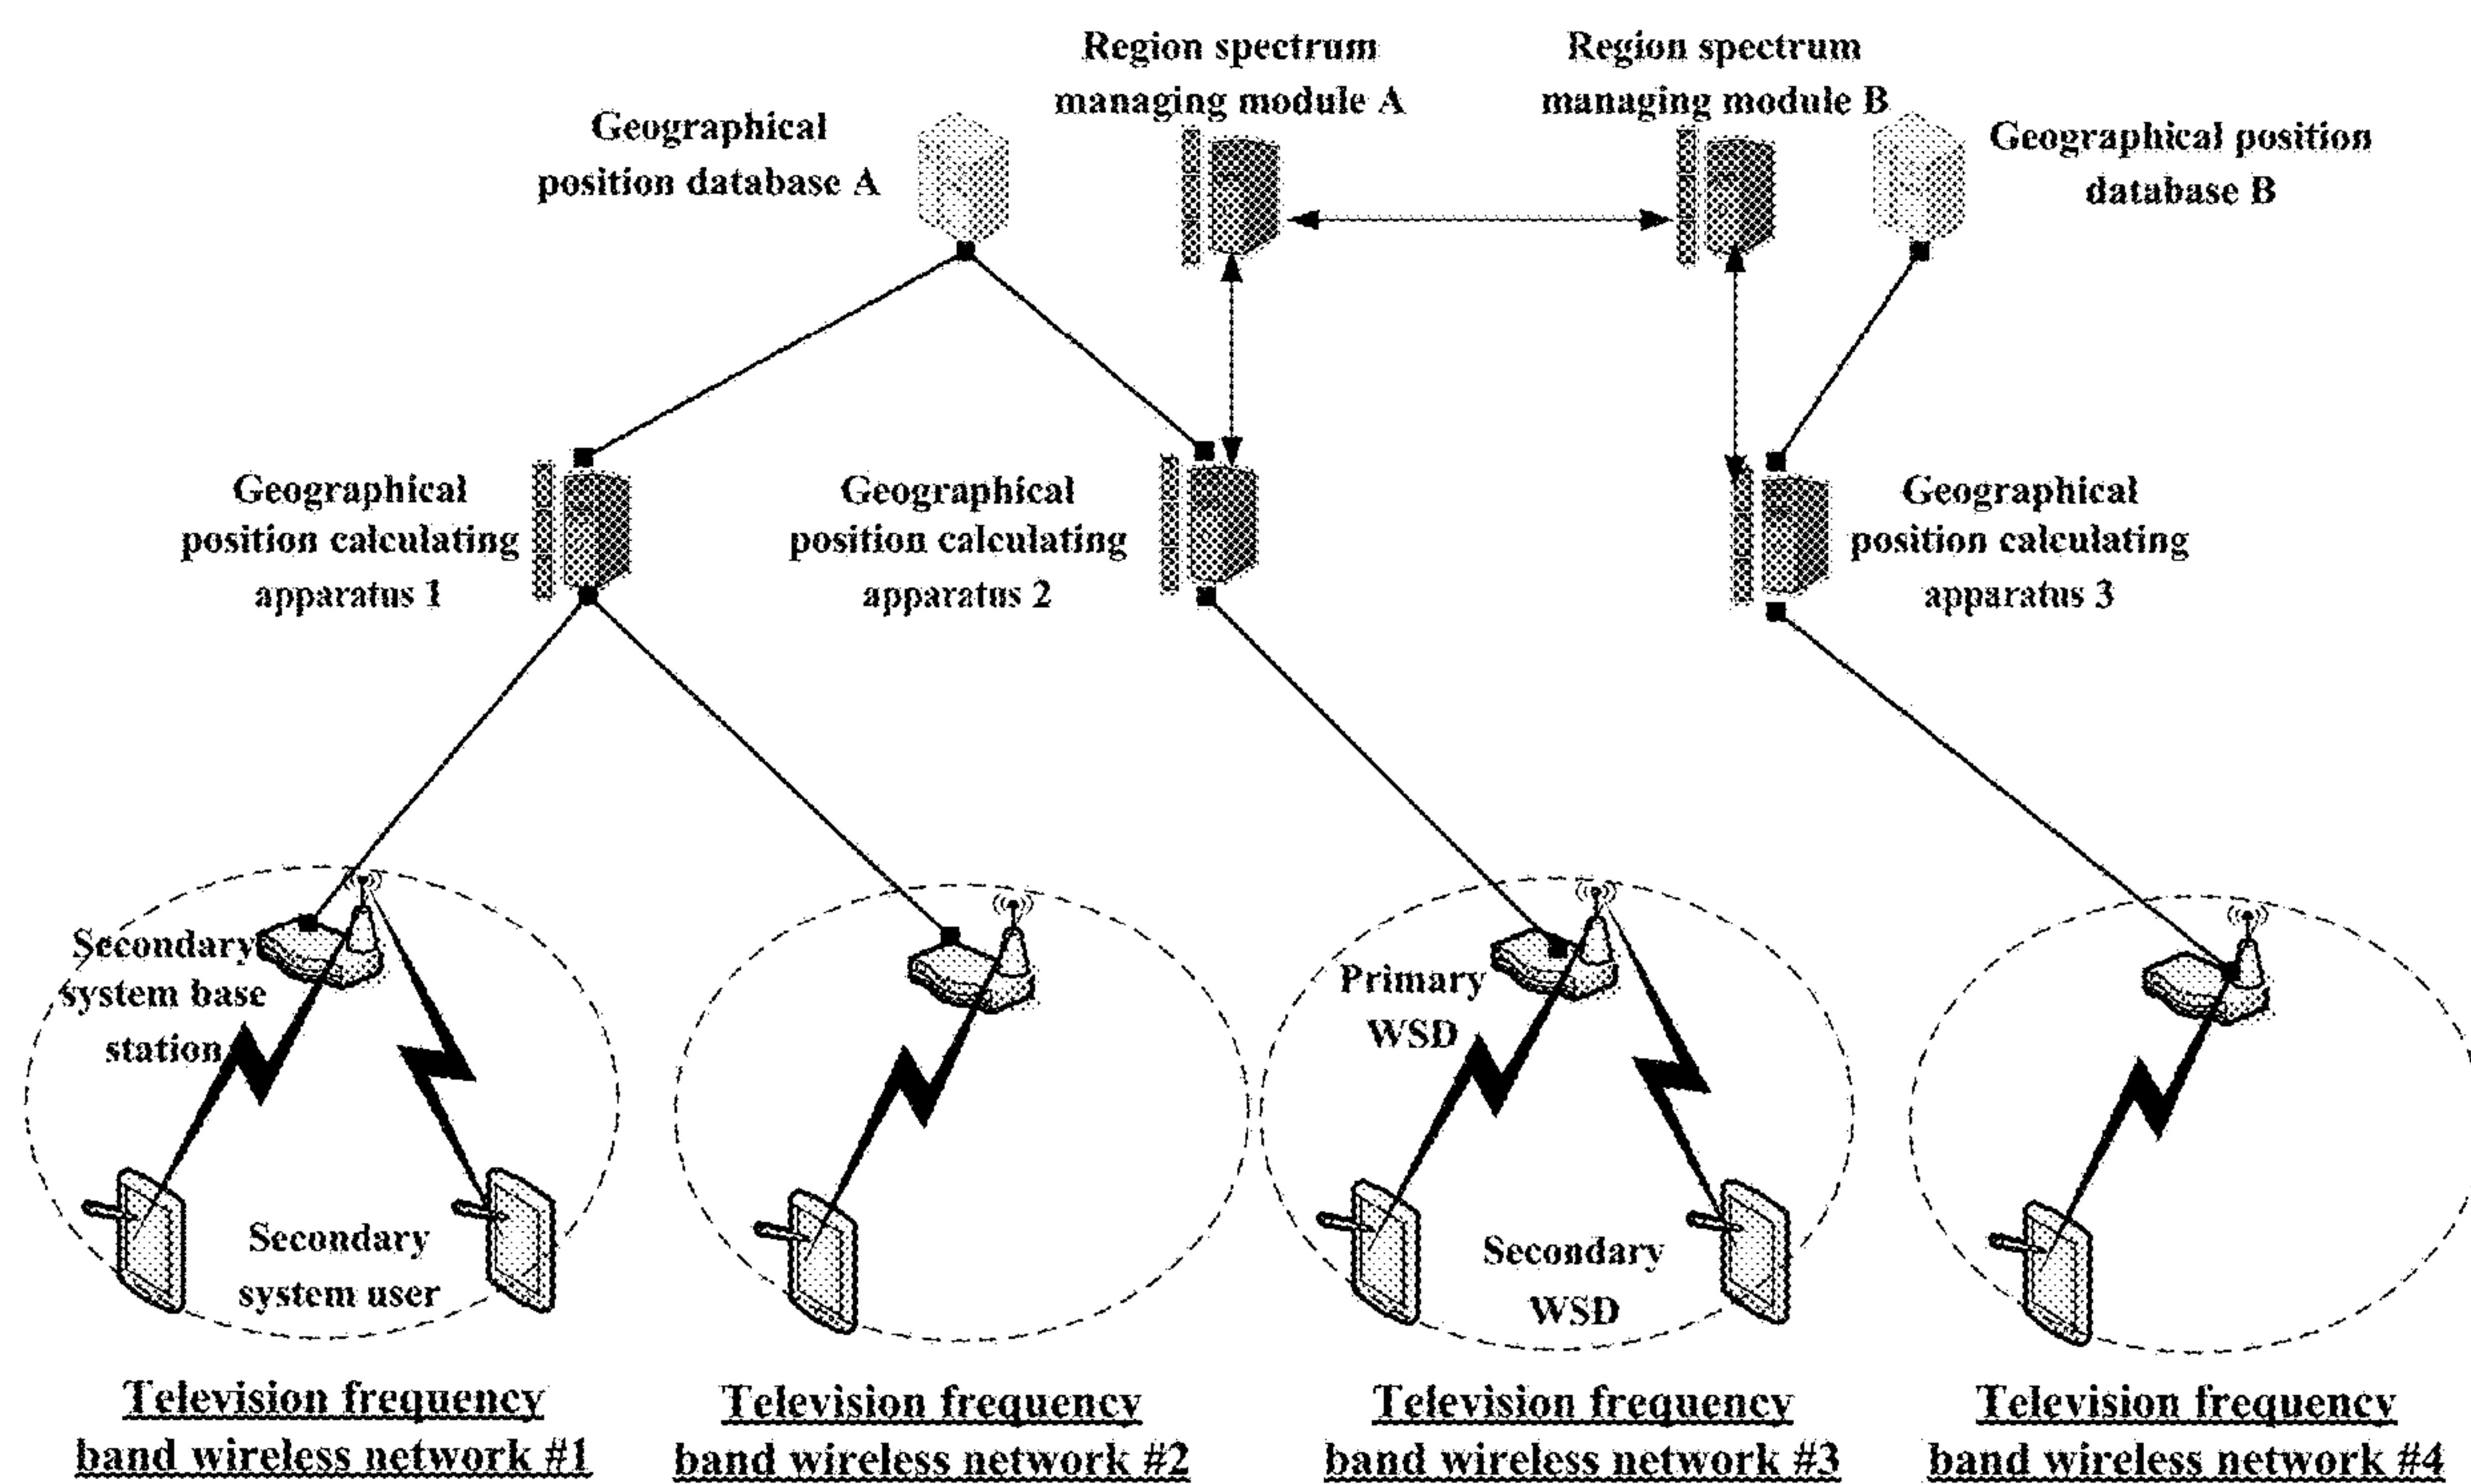 Region spectrum
managing module A
Region spectrum
managing module B
Geographical
position database A
Geographical position
database B
Geographical
position calculating
apparatus 1
Geographical
position calculating
apparatus 2
Geographical
position calculating
apparatus 3
Secondary
system base
station
Primary
WSD
Secondary
system user
Secondary
WSD
Television frequency
band wireless network #1
Television frequency
band wireless network #2
Television frequency
band wireless network #3
Television frequency
band wireless network #4